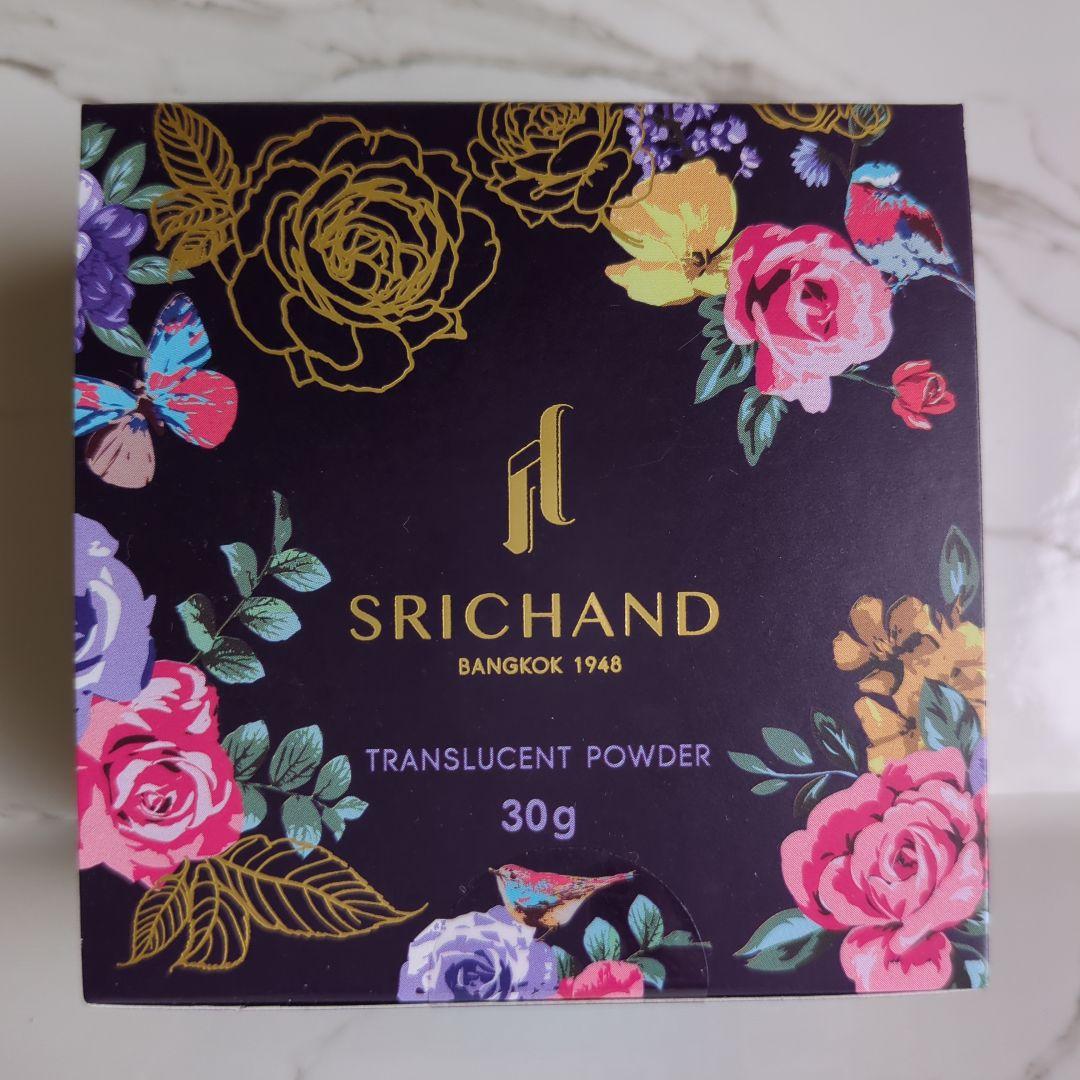 SRICHAND
BANGKOK 1948
TRANSLUCENT POWDER
30g